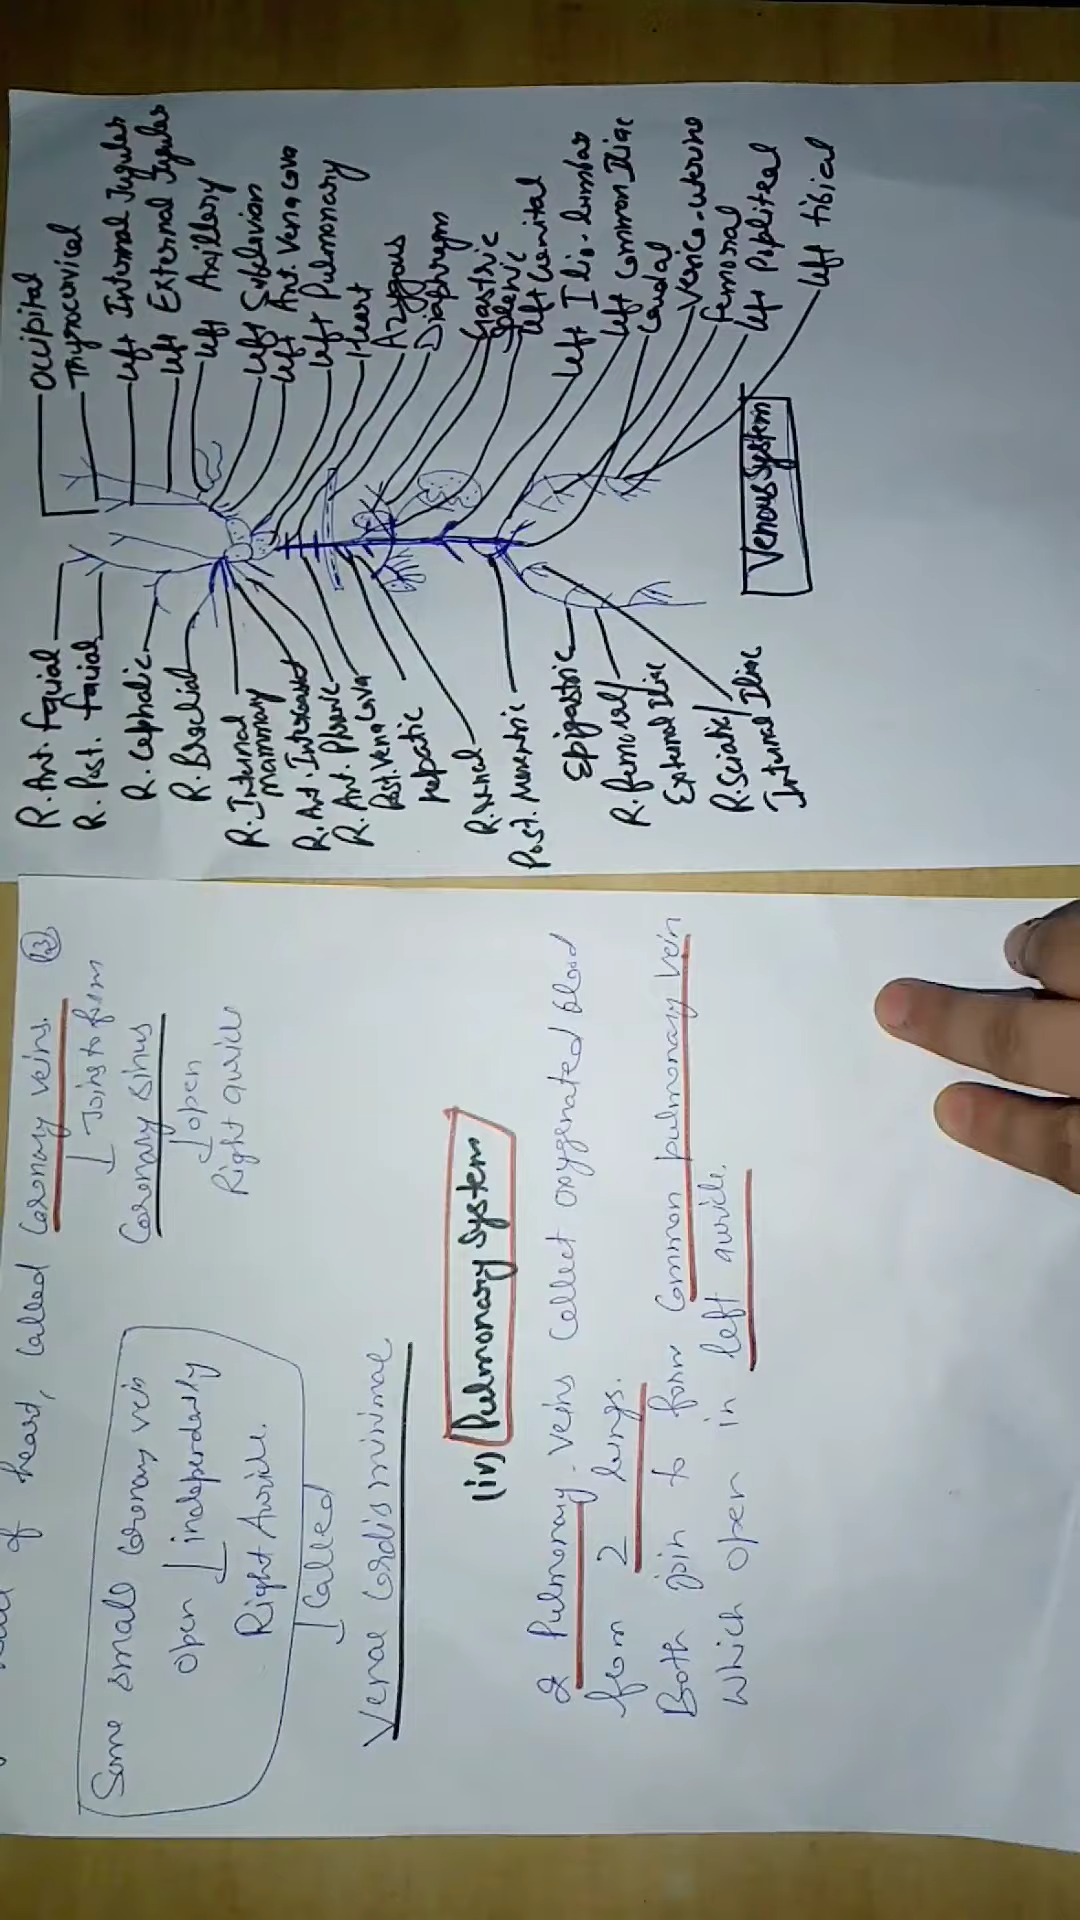 of heart, called Coronary veins. 13
Joins to form
Coronary sinus
open
Right auricle
Some small Coronary vein
open independently
Right Auricle.
Called
Venae Cordis minimae
(iv) Pulmonary System
2 Pulmonary veins Collect oxygenated blood
from 2 lungs.
Both join to form Common pulmonary vein
Which open in left auricle.
R. Ant. facial
R. Post. facial
R. Cephalic
R. Brachial
R. Internal
mammary
R. Ant. Intercostal
R. Ant. Phrenic
Post. Vena Cava
Hepatic
R. Renal
Post. Mesentric
Epigastric
R. femoral
External Iliac
R. Sciatic
Internal Iliac
Occipital
Thyrocervical
Left Internal Jugular
Left External Jugular
Left Axillary
Left Subclavian
Left Ant. Vena Cava
Left Pulmonary
Heart
Azygous
Diaphragm
Gastric
Splenic
Left Genital
Left Ilio-lumbar
Left Common Iliac
Caudal
Vesico-uterine
femoral
Left Popliteal
Left tibial
Venous System